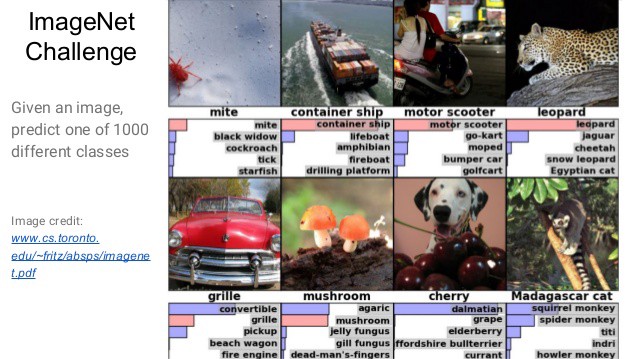 ImageNet
Challenge
Given an image,
predict one of 1000
different classes
Image credit:
www.cs.toronto.
edu/~fritz/absps/imagene
t.pdf
mite
container ship
motor scooter
leopard
mite
black widow
cockroach
tick
starfish
container ship
lifeboat
amphibian
fireboat
drilling platform
motor scooter
go-kart
moped
bumper car
golfcart
leopard
jaguar
cheetah
snow leopard
Egyptian cat
grille
mushroom
cherry
Madagascar cat
convertible
grille
pickup
beach wagon
fire engine
agaric
mushroom
jelly fungus
gill fungus
dead-man's-fingers
dalmatian
grape
elderberry
ffordshire bullterrier
currant
squirrel monkey
spider monkey
titi
indri
howler monkey